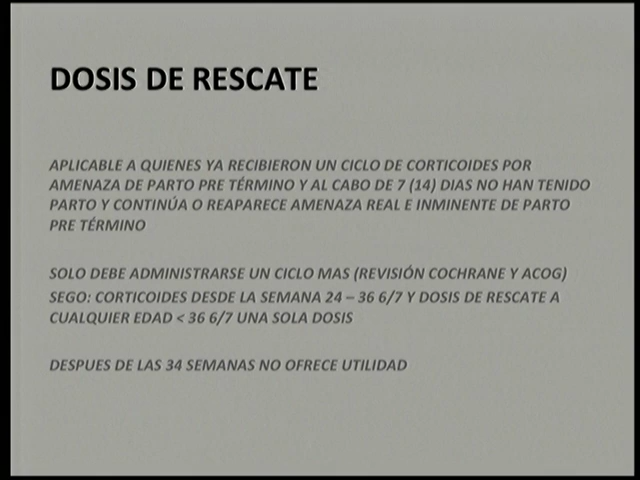 DOSIS DE RESCATE
APLICABLE A QUIENES YA RECIBIERON UN CICLO DE CORTICOIDES POR
AMENAZA DE PARTO PRE TÉRMINO Y AL CABO DE 7 (14) DIAS NO HAN TENIDO
PARTO Y CONTINÚA O REAPARECE AMENAZA REAL E INMINENTE DE PARTO
PRE TÉRMINO
SOLO DEBE ADMINISTRARSE UN CICLO MAS (REVISIÓN COCHRANE Y ACOG)
SEGO: CORTICOIDES DESDE LA SEMANA 24 – 36 6/7 Y DOSIS DE RESCATE A
CUALQUIER EDAD < 36 6/7 UNA SOLA DOSIS
DESPUES DE LAS 34 SEMANAS NO OFRECE UTILIDAD